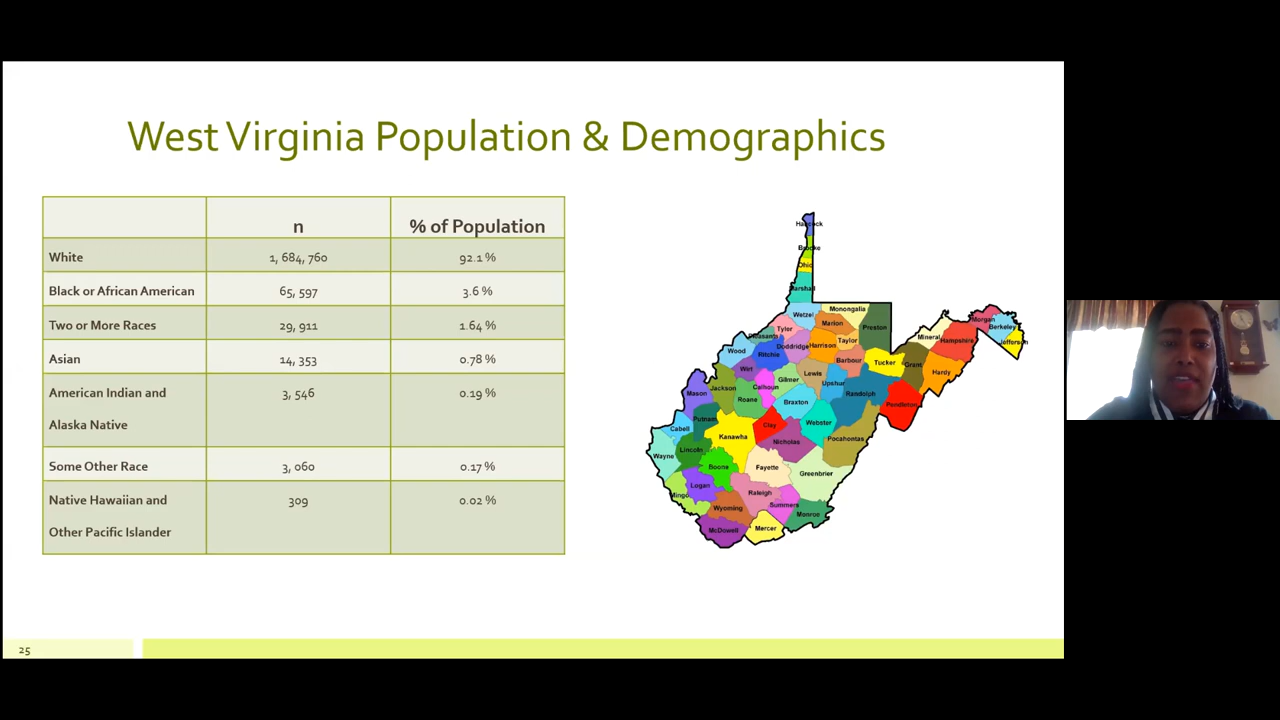 West Virginia Population & Demographics
n % of Population
White 1, 684, 760 92.1 %
Black or African American 65, 597 3.6 %
Two or More Races 29, 911 1.64 %
Asian 14, 353 0.78 %
American Indian and 3, 546 0.19 %
Alaska Native
Some Other Race 3, 060 0.17 %
Native Hawaiian and 309 0.02 %
Other Pacific Islander
Hancock
Brooke
Ohio
Marshall
Wetzel
Monongalia
Tyler
Marion
Preston
Pleasants
Doddridge
Harrison
Taylor
Mineral
Hampshire
Morgan
Berkeley
Jefferson
Wood
Ritchie
Barbour
Tucker
Grant
Hardy
Wirt
Lewis
Gilmer
Upshur
Randolph
Pendleton
Mason
Jackson
Calhoun
Roane
Braxton
Webster
Pocahontas
Putnam
Cabell
Kanawha
Clay
Nicholas
Wayne
Lincoln
Boone
Fayette
Greenbrier
Logan
Mingo
Raleigh
Summers
Wyoming
Monroe
McDowell
Mercer
25